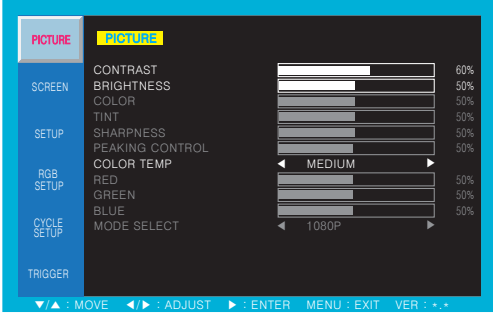 PICTURE
PICTURE
CONTRAST 60%
BRIGHTNESS 50%
SCREEN
COLOR 50%
TINT 50%
SETUP
SHARPNESS 50%
PEAKING CONTROL 50%
COLOR TEMP ◀ MEDIUM ▶
RGB
SETUP
RED 50%
GREEN 50%
BLUE 50%
CYCLE
SETUP
MODE SELECT ◀ 1080P ▶
TRIGGER
▼/▲ : MOVE ◀/▶ : ADJUST ▶ : ENTER MENU : EXIT VER : *.*